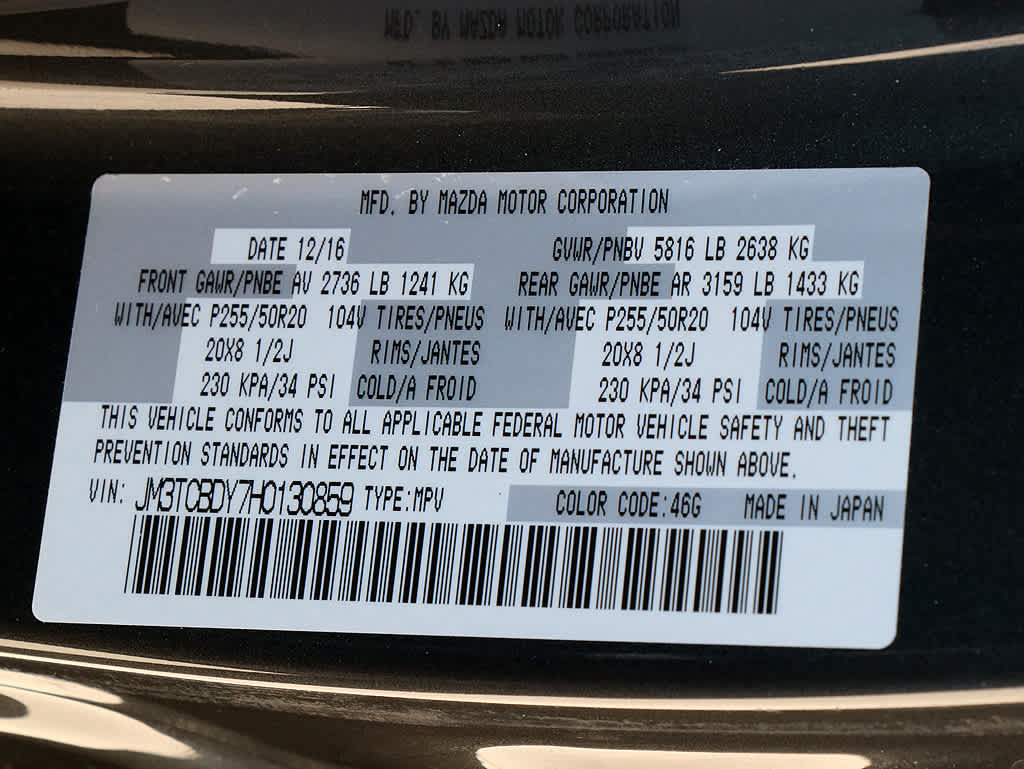 MFD. BY MAZDA MOTOR CORPORATION
DATE 12/16 GVWR/PNBV 5816 LB 2638 KG
FRONT GAWR/PNBE AV 2736 LB 1241 KG REAR GAWR/PNBE AR 3159 LB 1433 KG
WITH/AVEC P255/50R20 104V TIRES/PNEUS WITH/AVEC P255/50R20 104V TIRES/PNEUS
20X8 1/2J RIMS/JANTES 20X8 1/2J RIMS/JANTES
230 KPA/34 PSI COLD/A FROID 230 KPA/34 PSI COLD/A FROID
THIS VEHICLE CONFORMS TO ALL APPLICABLE FEDERAL MOTOR VEHICLE SAFETY AND THEFT
PREVENTION STANDARDS IN EFFECT ON THE DATE OF MANUFACTURE SHOWN ABOVE.
VIN: JM3TCBDY7H0130859 TYPE:MPV COLOR CODE:46G MADE IN JAPAN